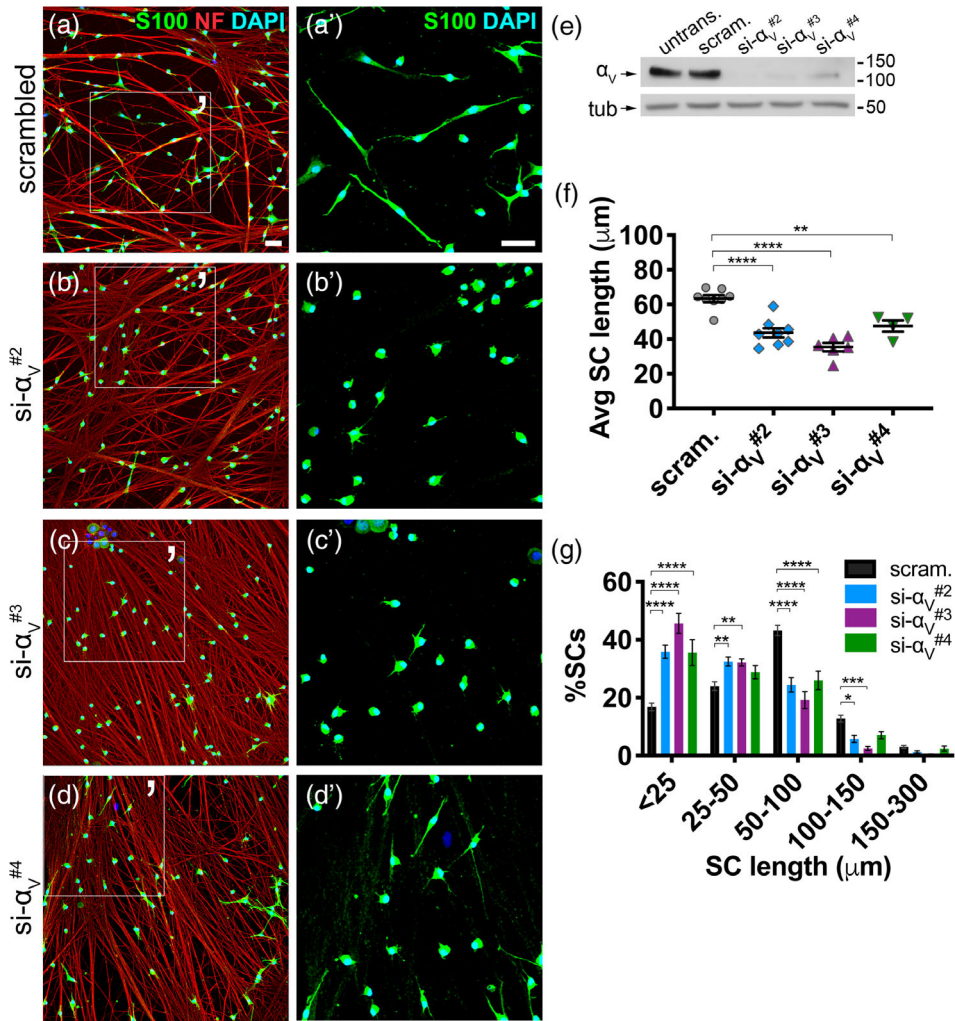 (a) S100 NF DAPI
(a') S100 DAPI
scrambled
,
(b)
(b')
si-αV#2
,
(c)
(c')
si-αV#3
,
(d)
(d')
si-αV#4
,
(e)
untrans.
scram.
si-αV#2
si-αV#3
si-αV#4
αV
-150
-100
tub
-50
(f)
Avg SC length (μm)
100
80
60
40
20
0
**
****
****
scram.
si-αV#2
si-αV#3
si-αV#4
(g)
%SCs
60
40
20
0
****
****
****
**
**
****
****
****
***
*
scram.
si-αV#2
si-αV#3
si-αV#4
<25
25-50
50-100
100-150
150-300
SC length (μm)